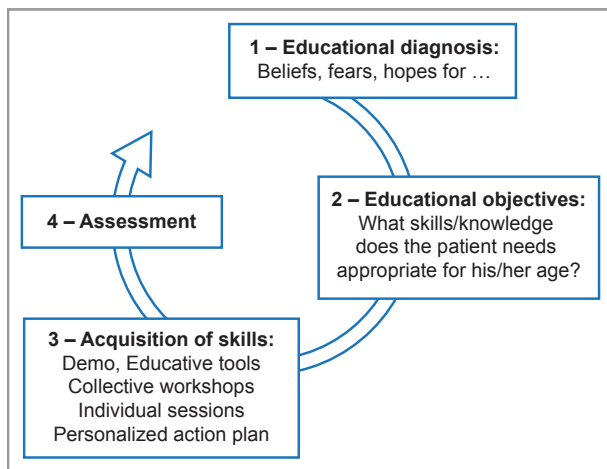 1 – Educational diagnosis:
Beliefs, fears, hopes for …
2 – Educational objectives:
What skills/knowledge
does the patient needs
appropriate for his/her age?
3 – Acquisition of skills:
Demo, Educative tools
Collective workshops
Individual sessions
Personalized action plan
4 – Assessment